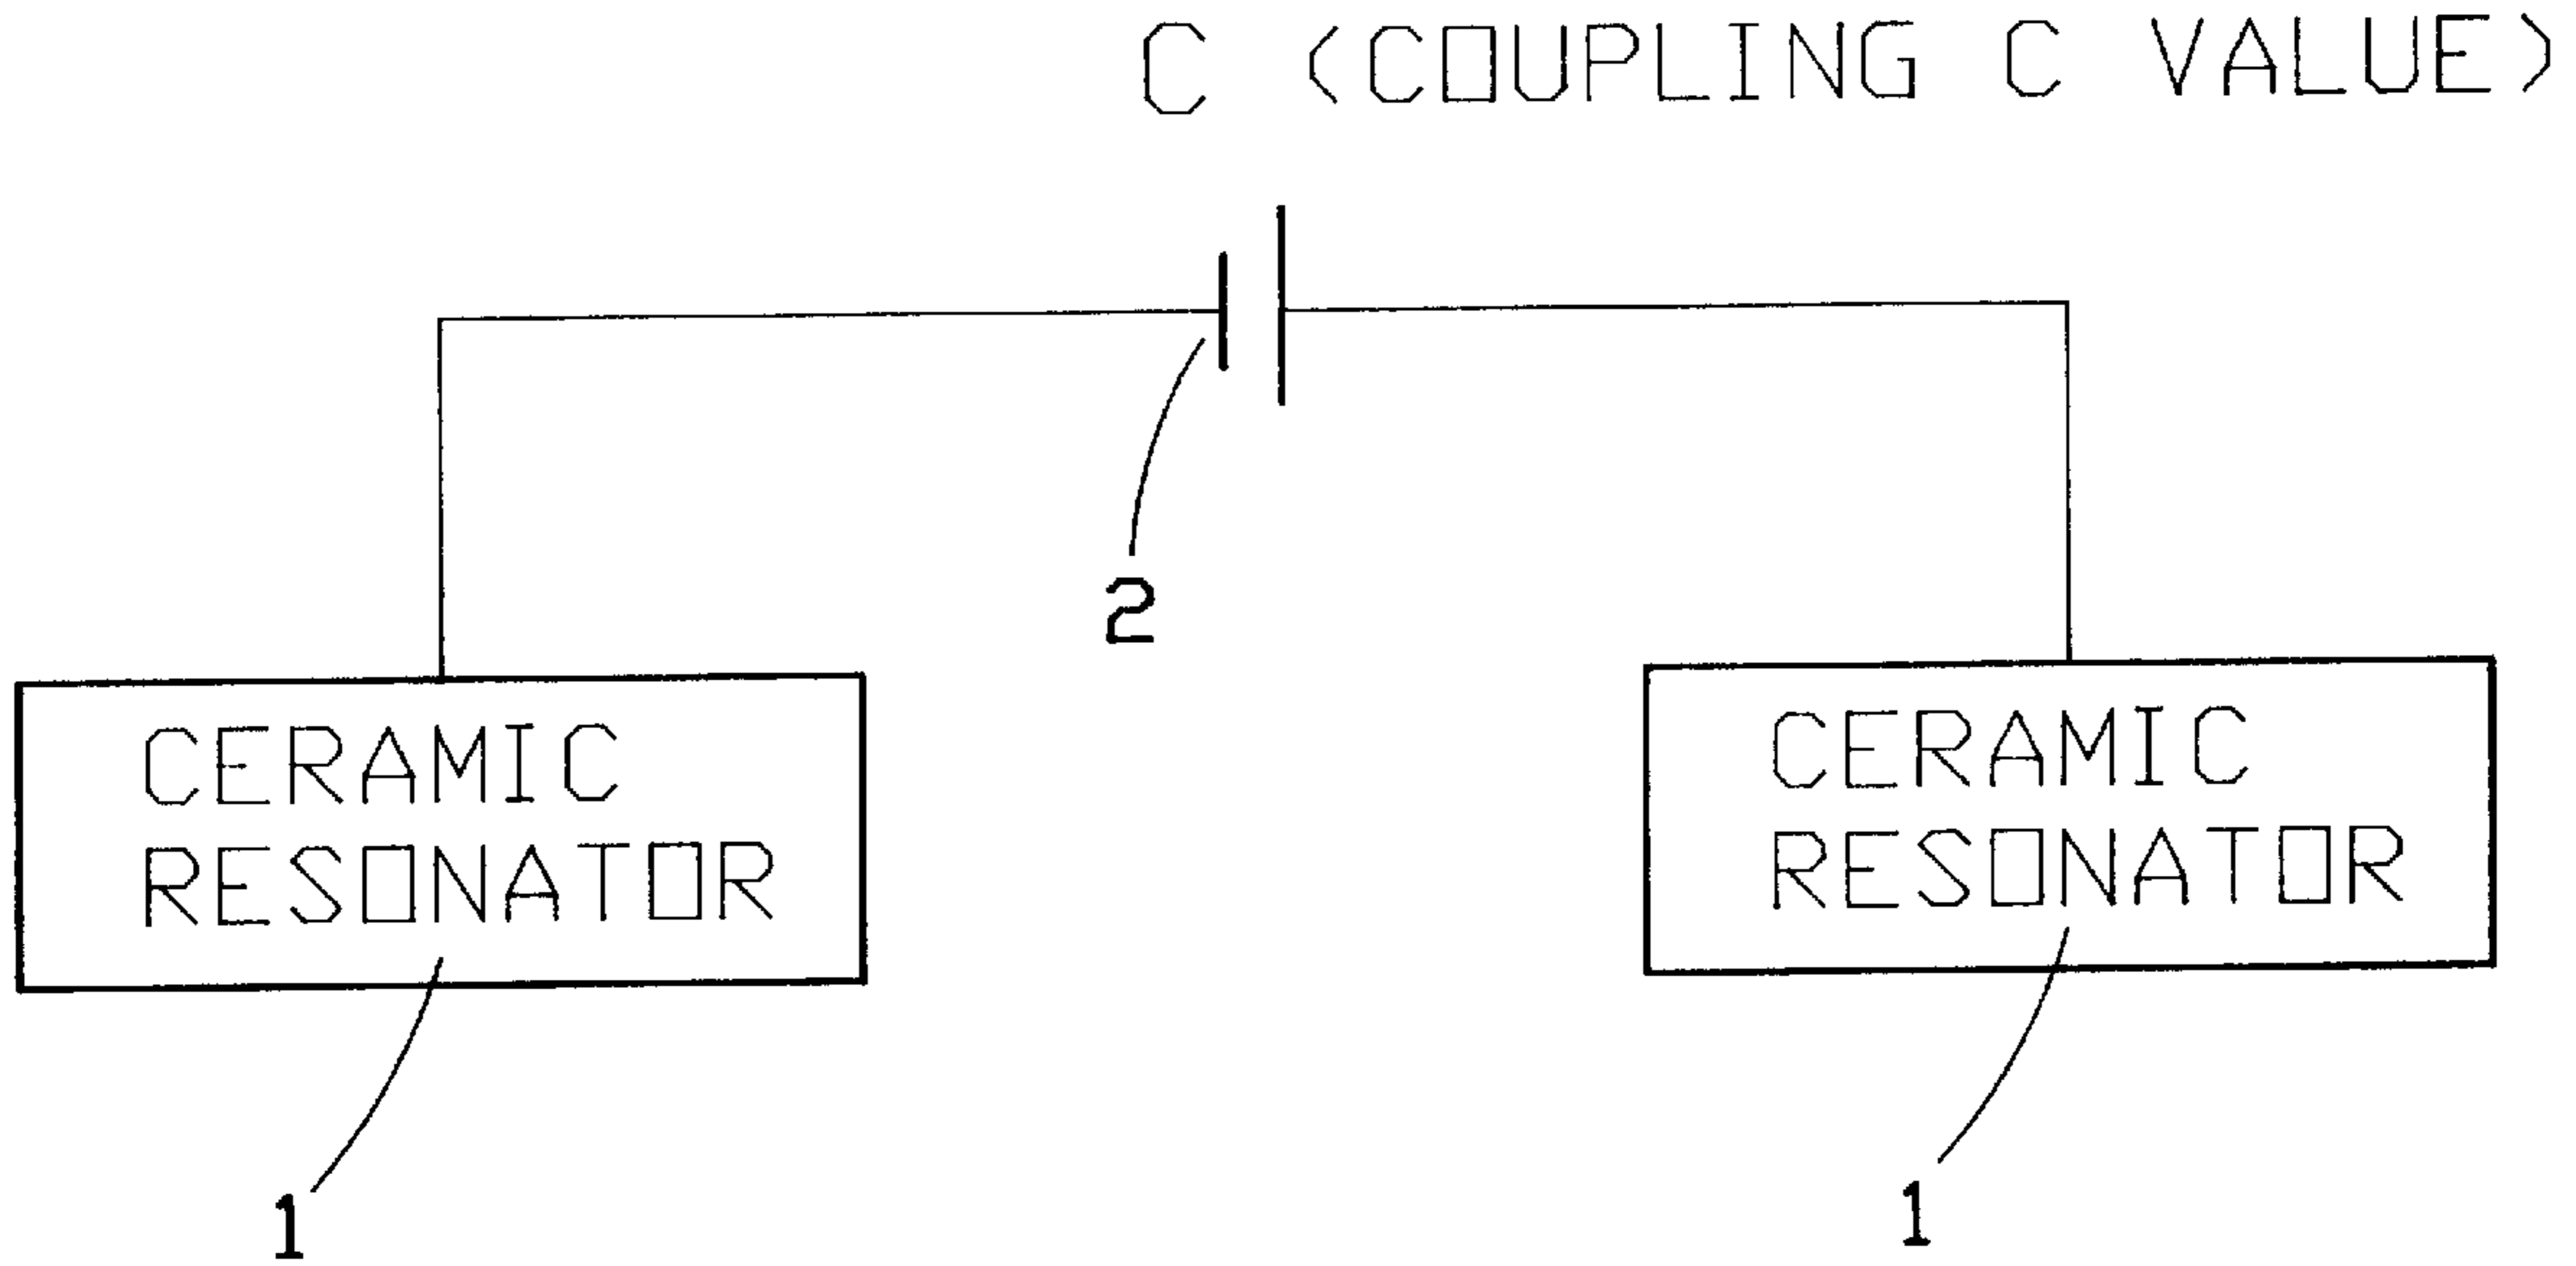 C (COUPLING C VALUE)
2
CERAMIC
RESONATOR
CERAMIC
RESONATOR
1
1